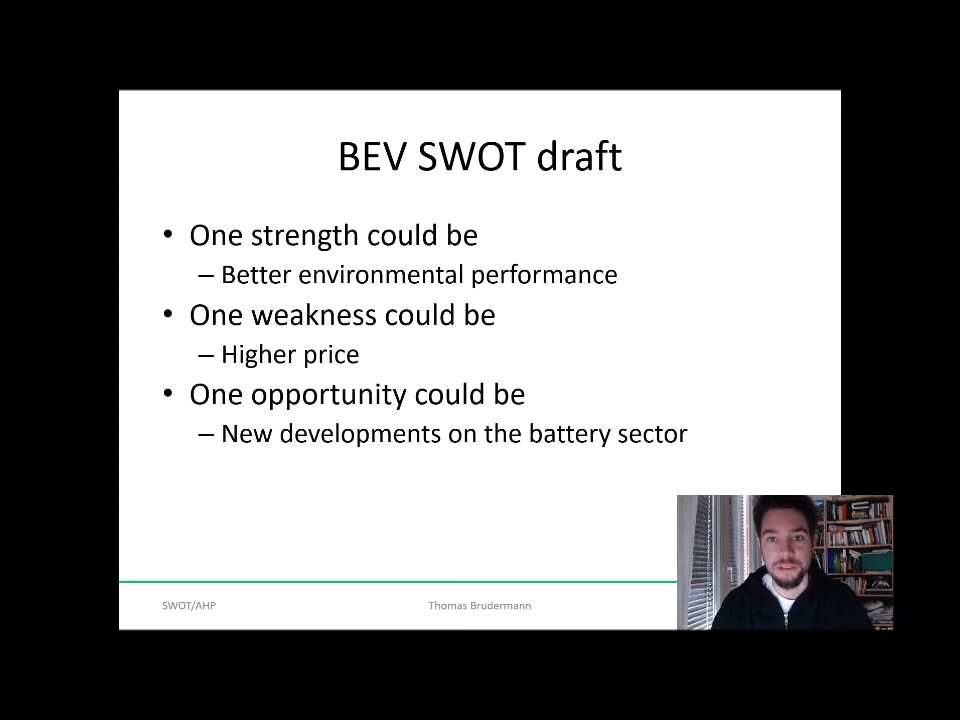 BEV SWOT draft
• One strength could be
– Better environmental performance
• One weakness could be
– Higher price
• One opportunity could be
– New developments on the battery sector
SWOT/AHP
Thomas Brudermann